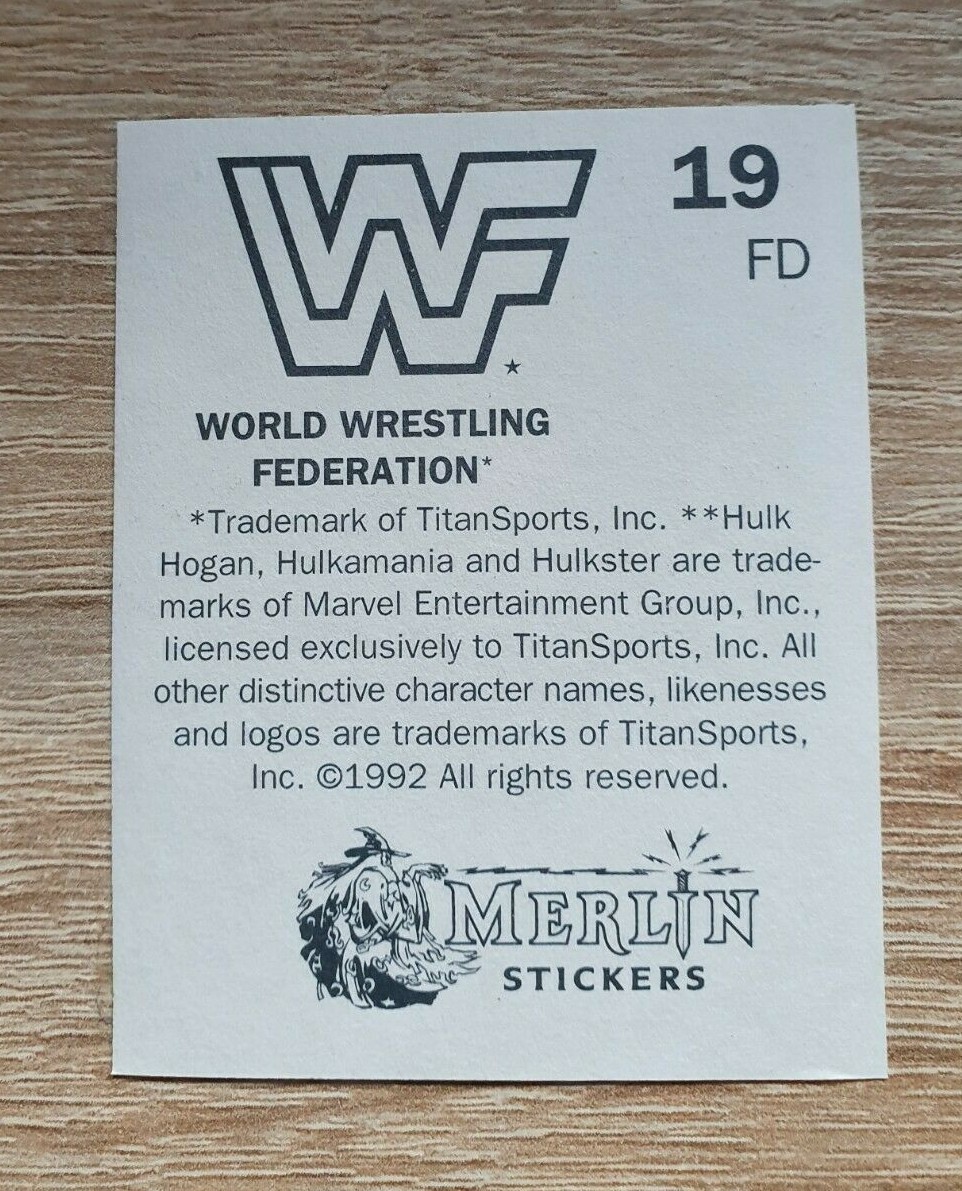 WF
19
FD
WORLD WRESTLING
FEDERATION*
*Trademark of TitanSports, Inc. **Hulk
Hogan, Hulkamania and Hulkster are trade-
marks of Marvel Entertainment Group, Inc.,
licensed exclusively to TitanSports, Inc. All
other distinctive character names, likenesses
and logos are trademarks of TitanSports,
Inc. ©1992 All rights reserved.
MERLIN
STICKERS